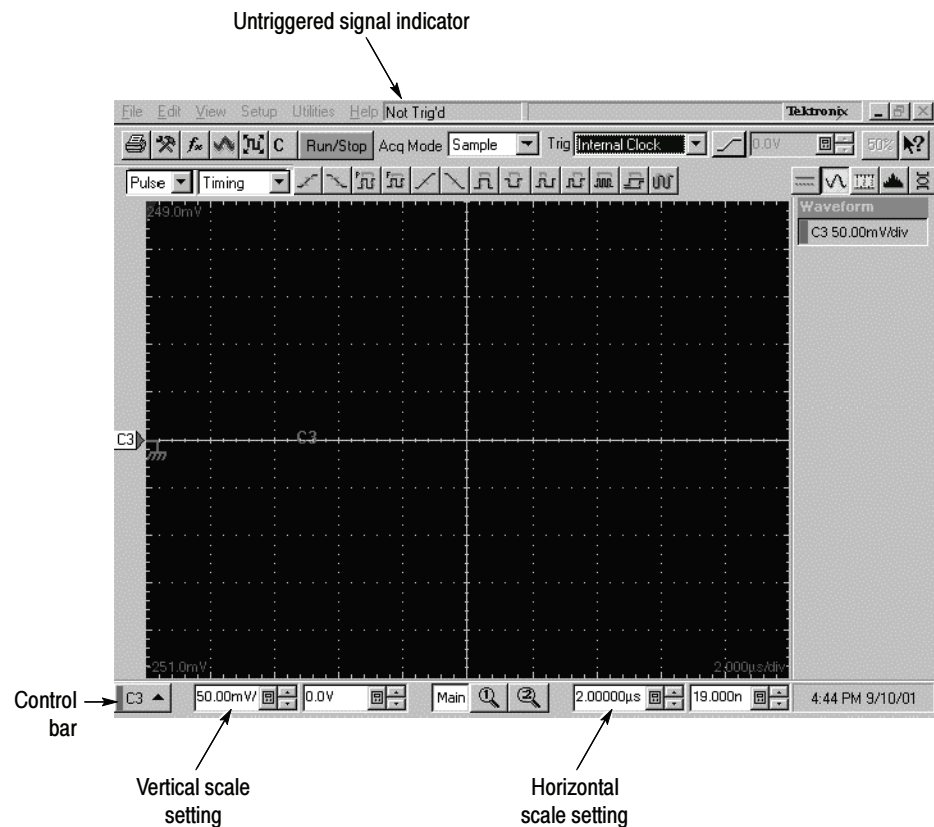 Untriggered signal indicator
File Edit View Setup Utilities Help Not Trig'd Tektronix
C Run/Stop Acq Mode Sample Trig Internal Clock 0.0V 50%
Pulse Timing
249.0mV
Waveform
C3 50.00mV/div
C3
C3
-251.0mV 2.000µs/div
Control bar
C3 50.00mV/ 0.0V Main 1 2 2.00000µs 19.000n 4:44 PM 9/10/01
Vertical scale
setting
Horizontal
scale setting